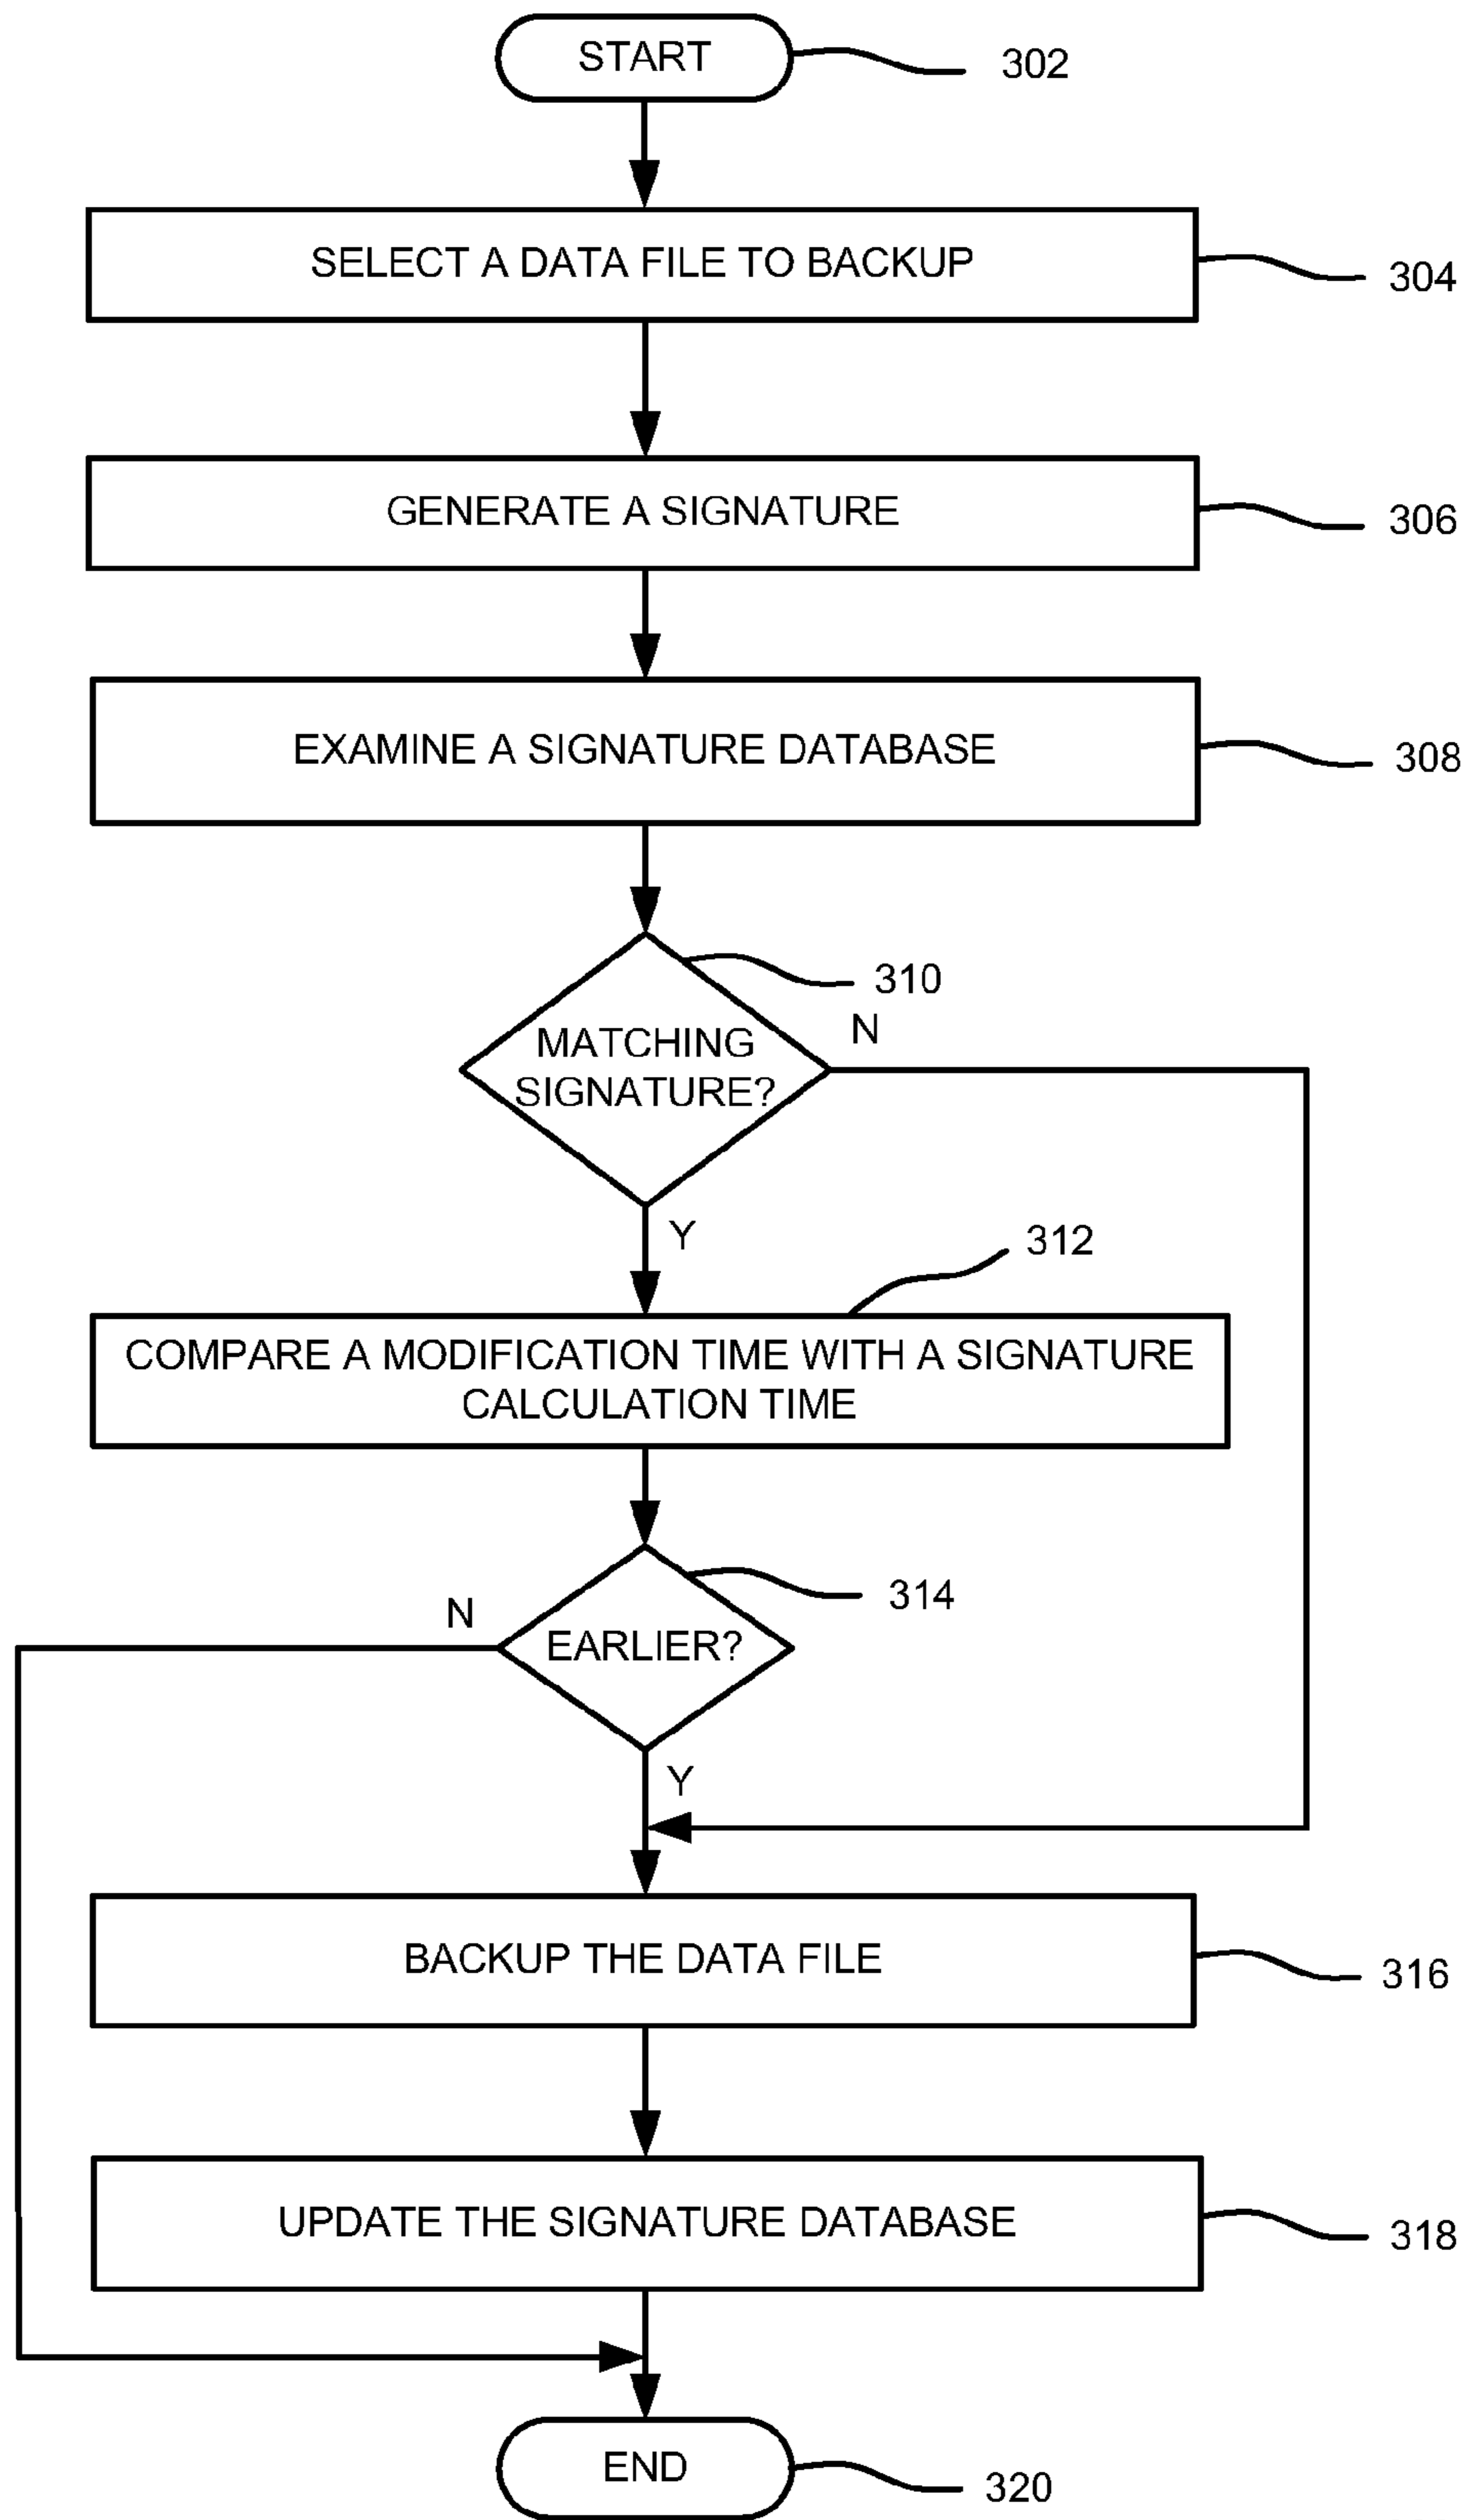 START
302
SELECT A DATA FILE TO BACKUP
304
GENERATE A SIGNATURE
306
EXAMINE A SIGNATURE DATABASE
308
310
N
MATCHING
SIGNATURE?
Y
312
COMPARE A MODIFICATION TIME WITH A SIGNATURE
CALCULATION TIME
314
N
EARLIER?
Y
BACKUP THE DATA FILE
316
UPDATE THE SIGNATURE DATABASE
318
END
320